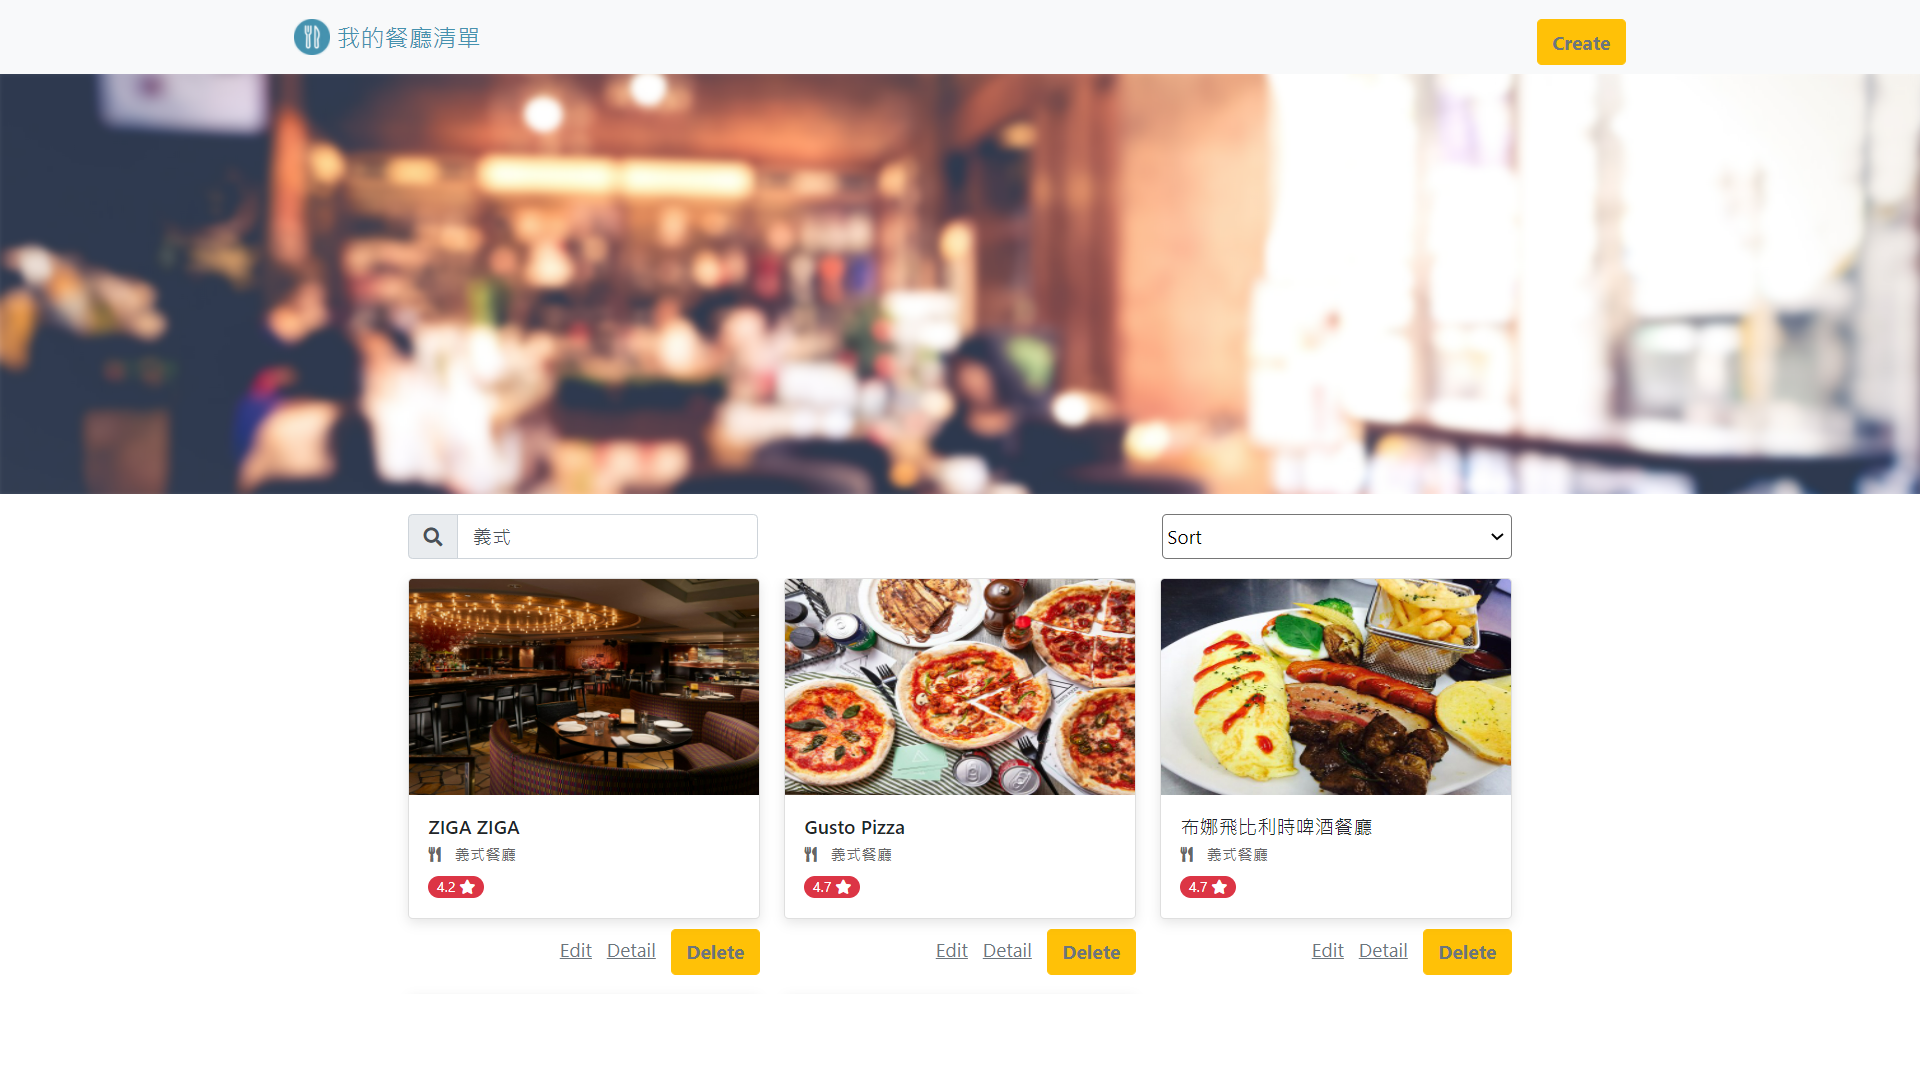 我的餐廳清單
Create
義式
Sort
ZIGA ZIGA
義式餐廳
4.2
Edit Detail Delete
Gusto Pizza
義式餐廳
4.7
Edit Detail Delete
布娜飛比利時啤酒餐廳
義式餐廳
4.7
Edit Detail Delete